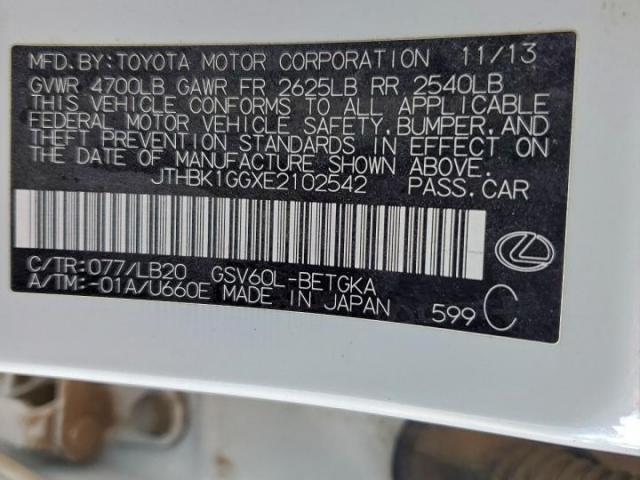 MFD.BY:TOYOTA MOTOR CORPORATION 11/13
GVWR 4700LB GAWR FR 2625LB RR 2540LB
THIS VEHICLE CONFORMS TO ALL APPLICABLE
FEDERAL MOTOR VEHICLE SAFETY,BUMPER,AND
THEFT PREVENTION STANDARDS IN EFFECT ON
THE DATE OF MANUFACTURE SHOWN ABOVE.
JTHBK1GGXE2102542 PASS.CAR
C/TR:077/LB20 GSV60L-BETGKA
A/TM:-01A/U660E MADE IN JAPAN 599 C